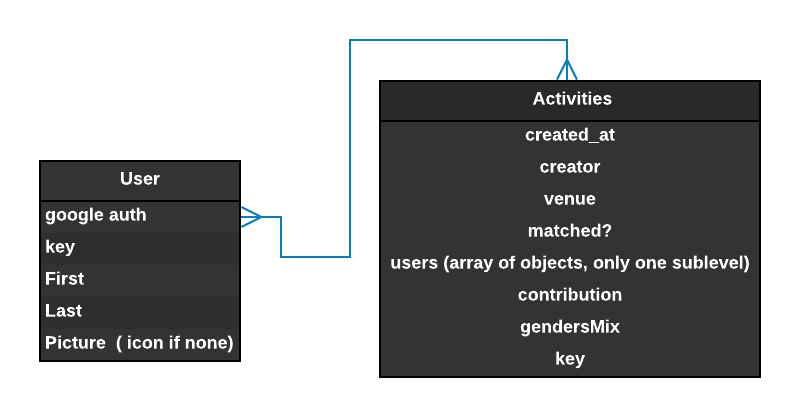 User
google auth
key
First
Last
Picture  ( icon if none)
Activities
created_at
creator
venue
matched?
users (array of objects, only one sublevel)
contribution
gendersMix
key